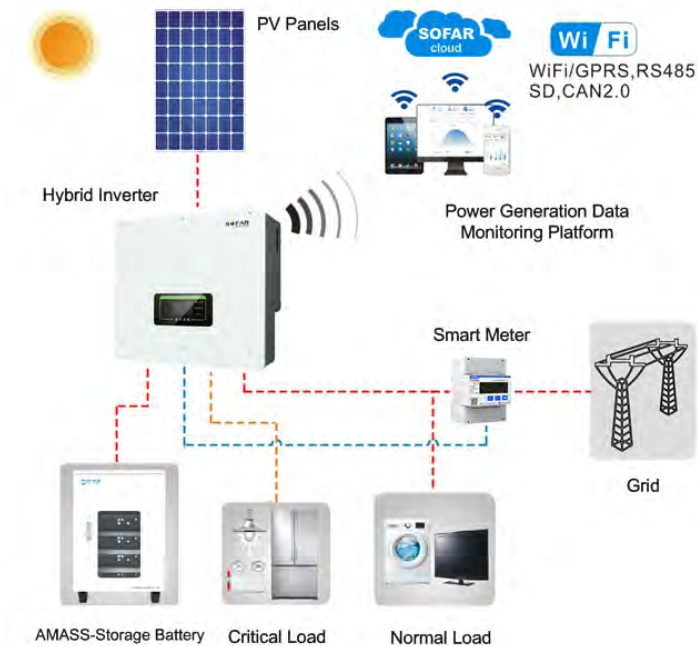 PV Panels
SOFAR
cloud
Wi Fi
WiFi/GPRS,RS485
SD,CAN2.0
Hybrid Inverter
SOFAR
Power Generation Data
Monitoring Platform
Smart Meter
Grid
AMASS-Storage Battery
Critical Load
Normal Load